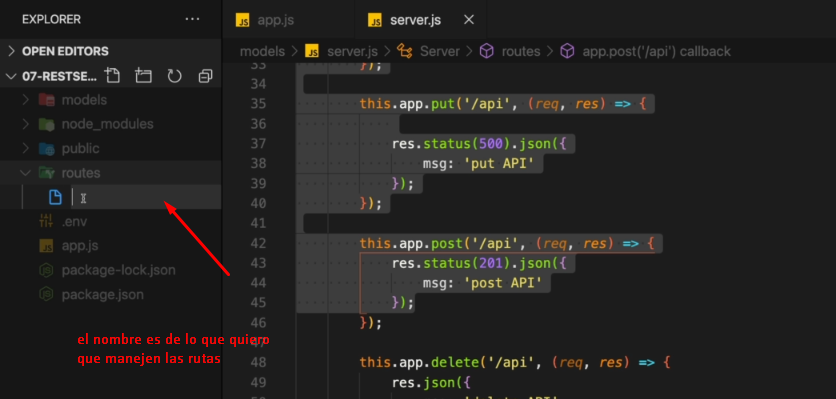 EXPLORER
OPEN EDITORS
07-RESTSE...
models
node_modules
public
routes
.env
app.js
package-lock.json
package.json
el nombre es de lo que quiero
que manejen las rutas
JS app.js
JS server.js
models > JS server.js > Server > routes > app.post('/api') callback
33 });
34
35 this.app.put('/api', (req, res) => {
36
37 res.status(500).json({
38 msg: 'put API'
39 });
40 });
41
42 this.app.post('/api', (req, res) => {
43 res.status(201).json({
44 msg: 'post API'
45 });
46 });
47
48 this.app.delete('/api', (req, res) => {
49 res.json({